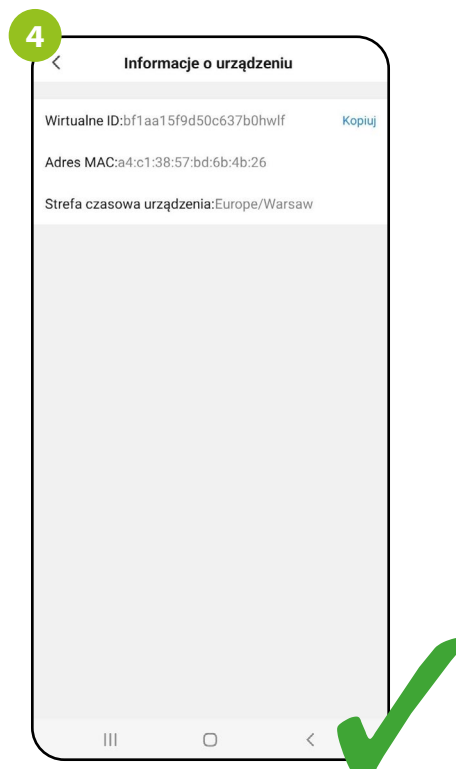 4
Informacje o urządzeniu
Wirtualne ID:bf1aa15f9d50c637b0hwlf Kopiuj
Adres MAC:a4:c1:38:57:bd:6b:4b:26
Strefa czasowa urządzenia:Europe/Warsaw